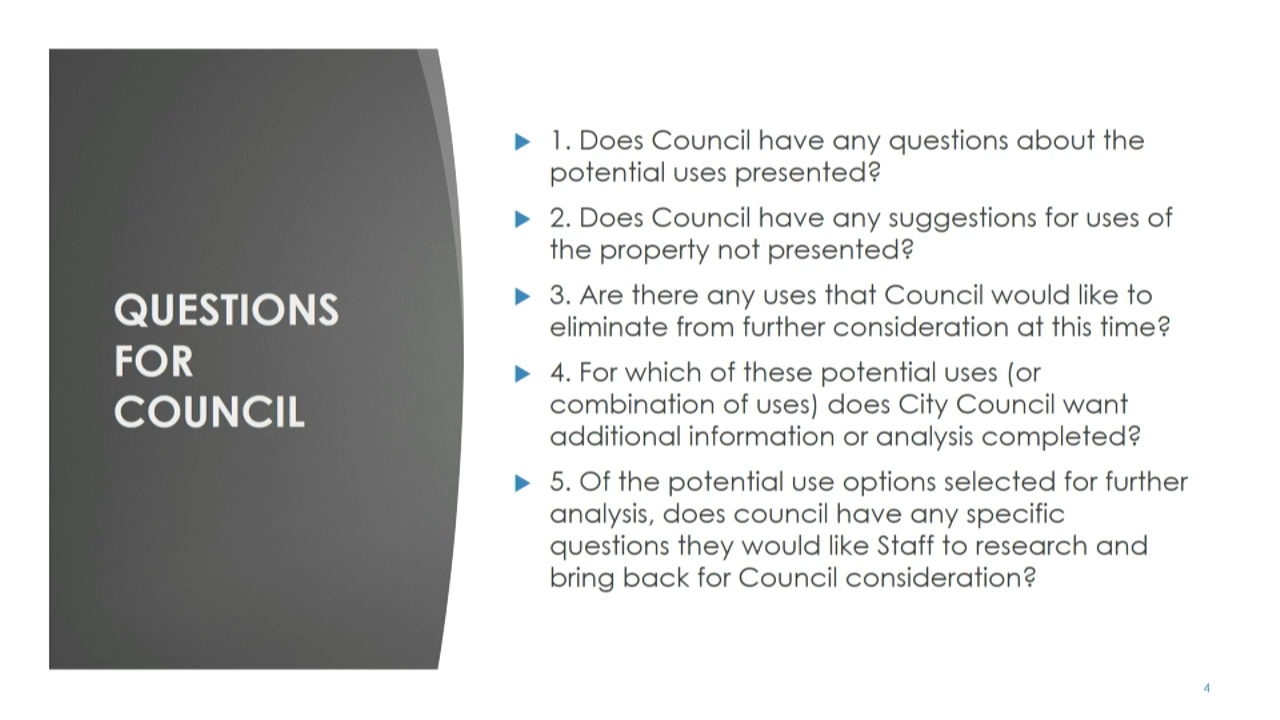 QUESTIONS
FOR
COUNCIL
1. Does Council have any questions about the
potential uses presented?
2. Does Council have any suggestions for uses of
the property not presented?
3. Are there any uses that Council would like to
eliminate from further consideration at this time?
4. For which of these potential uses (or
combination of uses) does City Council want
additional information or analysis completed?
5. Of the potential use options selected for further
analysis, does council have any specific
questions they would like Staff to research and
bring back for Council consideration?
4